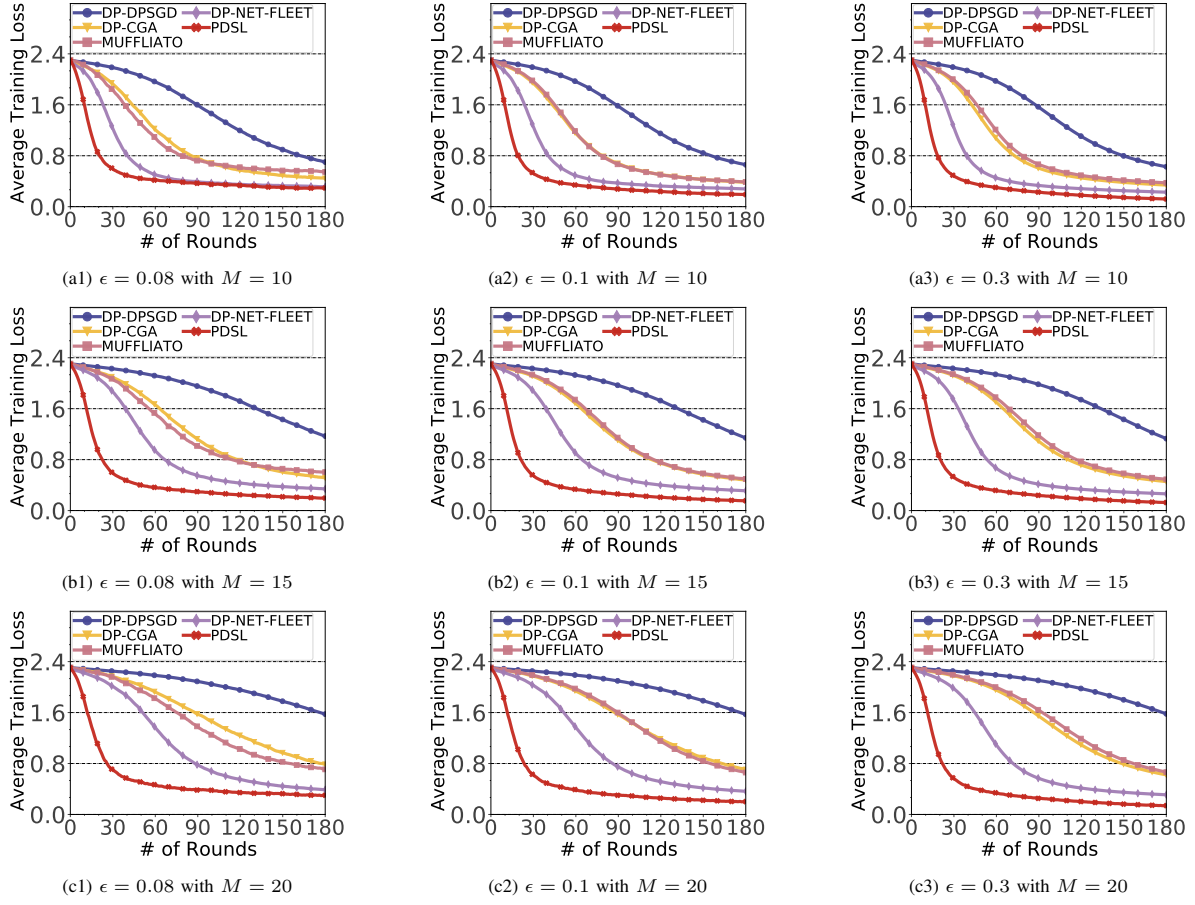 DP-DPSGD DP-NET-FLEET
DP-CGA PDSL
MUFFLIATO
Average Training Loss
2.4
1.6
0.8
0.0
0 30 60 90 120 150 180
# of Rounds
(a1) ϵ = 0.08 with M = 10
DP-DPSGD DP-NET-FLEET
DP-CGA PDSL
MUFFLIATO
Average Training Loss
2.4
1.6
0.8
0.0
0 30 60 90 120 150 180
# of Rounds
(a2) ϵ = 0.1 with M = 10
DP-DPSGD DP-NET-FLEET
DP-CGA PDSL
MUFFLIATO
Average Training Loss
2.4
1.6
0.8
0.0
0 30 60 90 120 150 180
# of Rounds
(a3) ϵ = 0.3 with M = 10
DP-DPSGD DP-NET-FLEET
DP-CGA PDSL
MUFFLIATO
Average Training Loss
2.4
1.6
0.8
0.0
0 30 60 90 120 150 180
# of Rounds
(b1) ϵ = 0.08 with M = 15
DP-DPSGD DP-NET-FLEET
DP-CGA PDSL
MUFFLIATO
Average Training Loss
2.4
1.6
0.8
0.0
0 30 60 90 120 150 180
# of Rounds
(b2) ϵ = 0.1 with M = 15
DP-DPSGD DP-NET-FLEET
DP-CGA PDSL
MUFFLIATO
Average Training Loss
2.4
1.6
0.8
0.0
0 30 60 90 120 150 180
# of Rounds
(b3) ϵ = 0.3 with M = 15
DP-DPSGD DP-NET-FLEET
DP-CGA PDSL
MUFFLIATO
Average Training Loss
2.4
1.6
0.8
0.0
0 30 60 90 120 150 180
# of Rounds
(c1) ϵ = 0.08 with M = 20
DP-DPSGD DP-NET-FLEET
DP-CGA PDSL
MUFFLIATO
Average Training Loss
2.4
1.6
0.8
0.0
0 30 60 90 120 150 180
# of Rounds
(c2) ϵ = 0.1 with M = 20
DP-DPSGD DP-NET-FLEET
DP-CGA PDSL
MUFFLIATO
Average Training Loss
2.4
1.6
0.8
0.0
0 30 60 90 120 150 180
# of Rounds
(c3) ϵ = 0.3 with M = 20